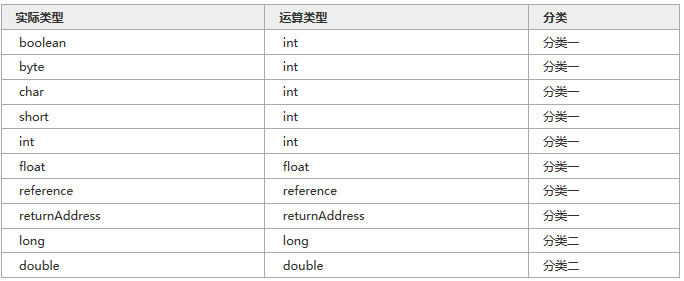 实际类型 运算类型 分类
boolean int 分类一
byte int 分类一
char int 分类一
short int 分类一
int int 分类一
float float 分类一
reference reference 分类一
returnAddress returnAddress 分类一
long long 分类二
double double 分类二